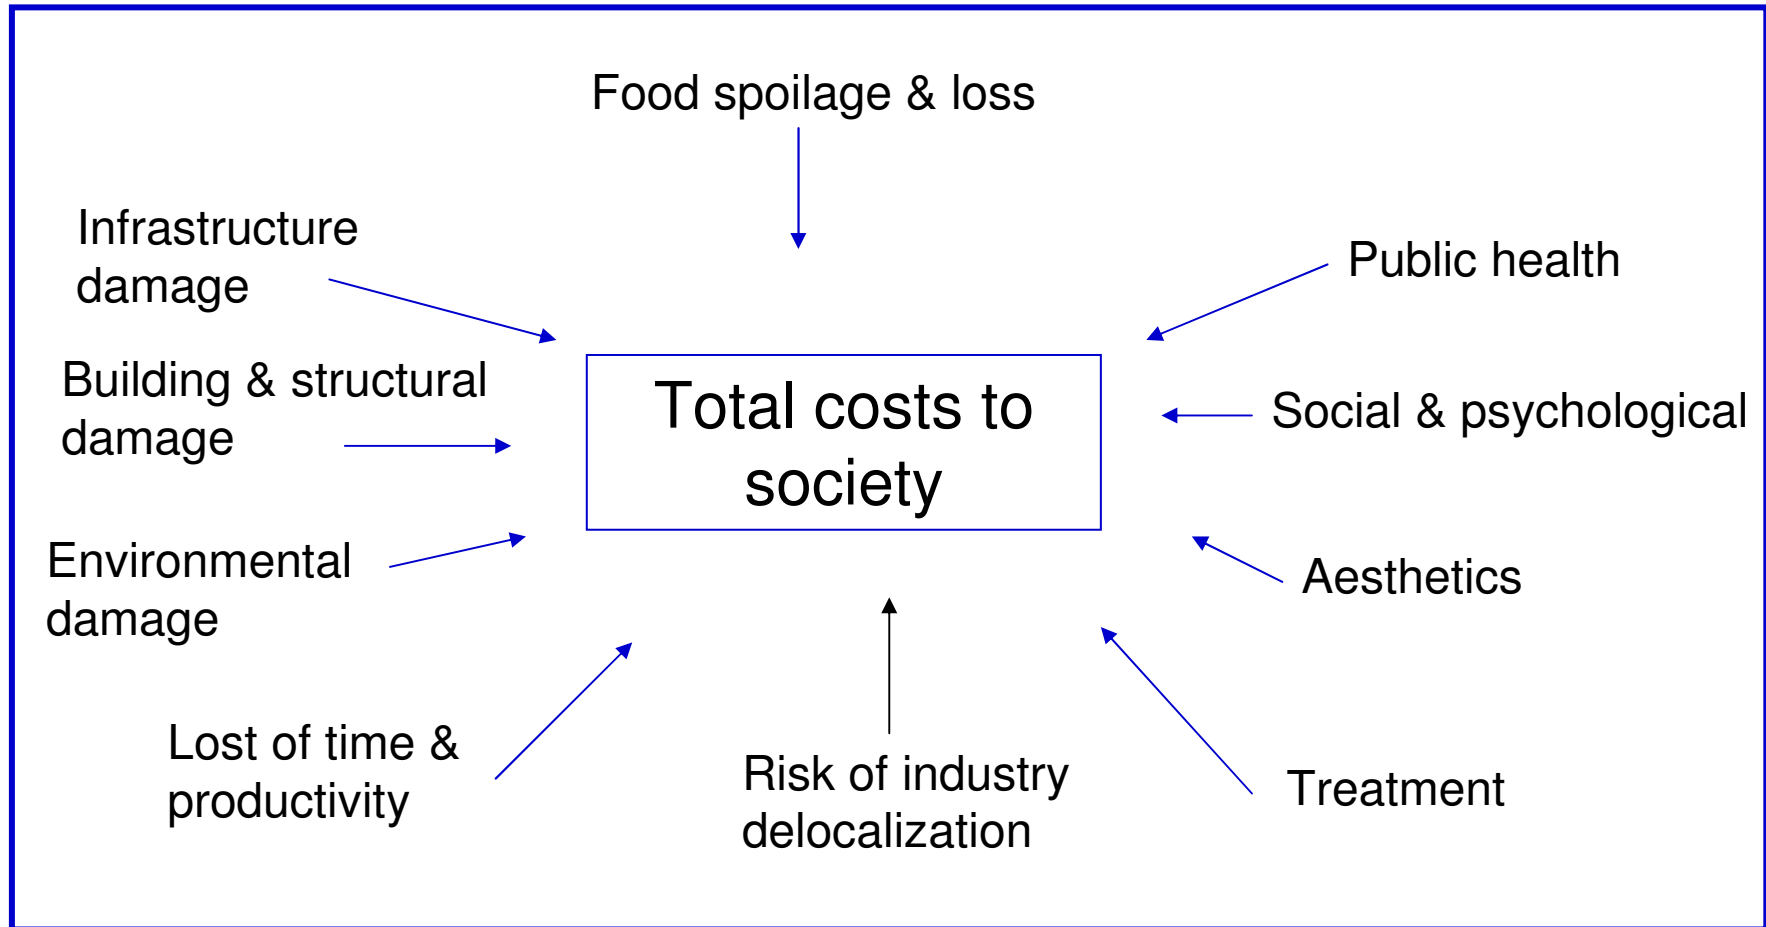 Food spoilage & loss
Infrastructure
damage
Public health
Building & structural
damage
Total costs to
society
Social & psychological
Environmental
damage
Aesthetics
Lost of time &
productivity
Risk of industry
delocalization
Treatment